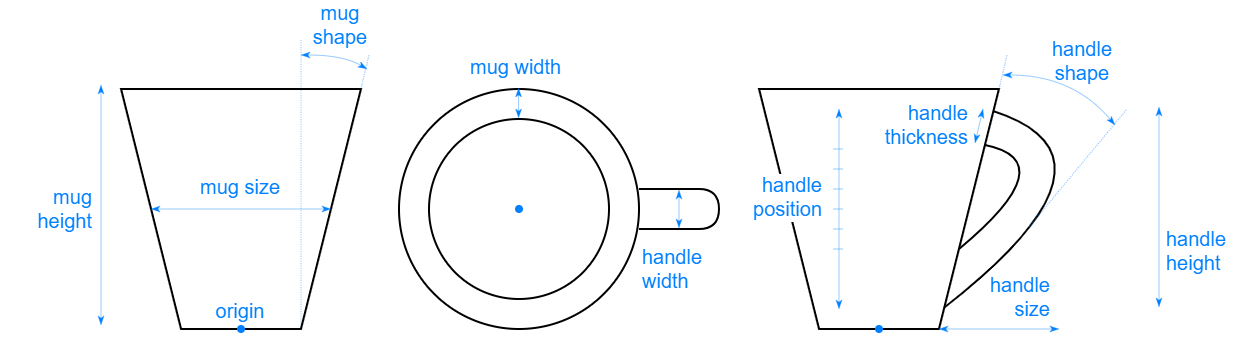 mug
shape
mug size
mug
height
origin
mug width
handle
width
handle
shape
handle
thickness
handle
position
handle
height
handle
size